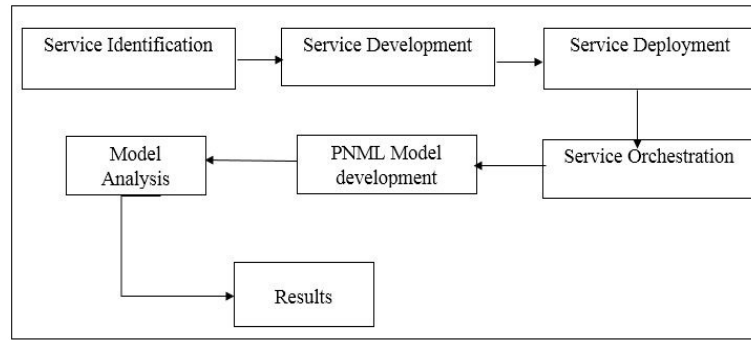 Service Identification
Service Development
Service Deployment
Service Orchestration
PNML Model
development
Model
Analysis
Results